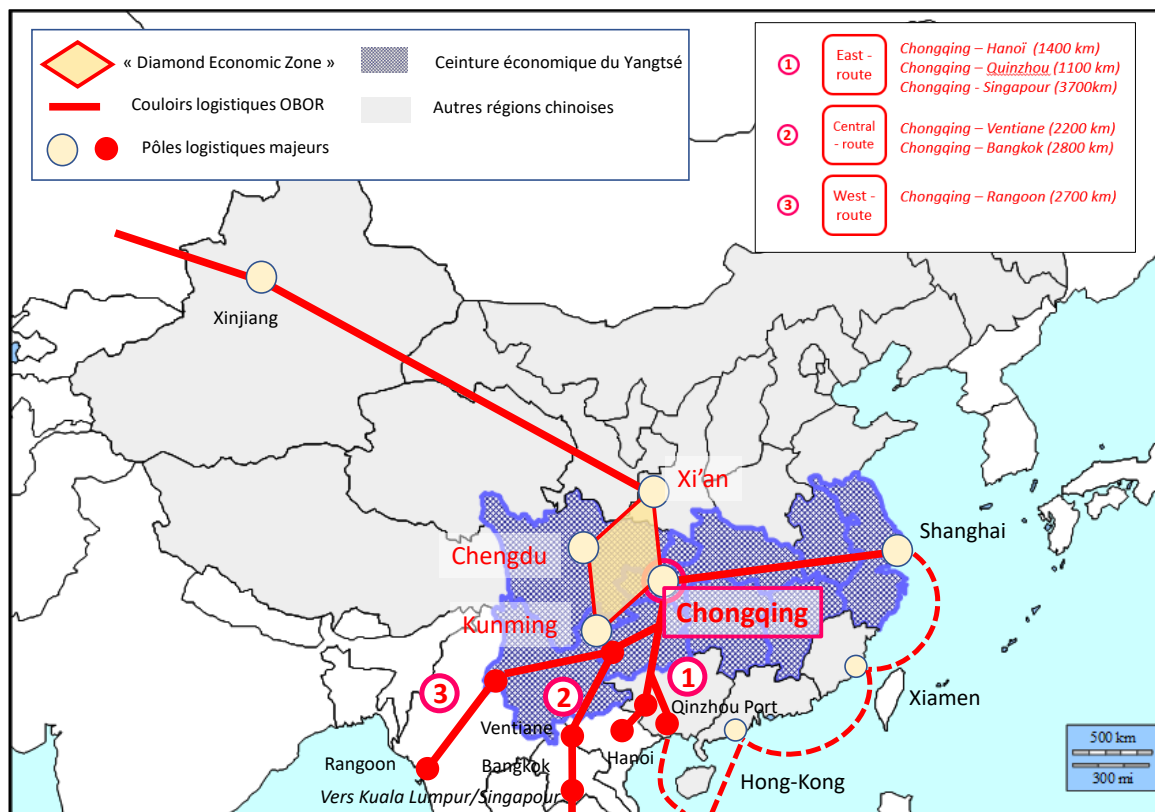 « Diamond Economic Zone »
Ceinture économique du Yangtsé
Couloirs logistiques OBOR
Autres régions chinoises
Pôles logistiques majeurs
1
East -
route
Chongqing – Hanoï (1400 km)
Chongqing – Quinzhou (1100 km)
Chongqing - Singapour (3700km)
2
Central
- route
Chongqing – Ventiane (2200 km)
Chongqing – Bangkok (2800 km)
3
West -
route
Chongqing – Rangoon (2700 km)
Xinjiang
Xi'an
Shanghai
Chengdu
Chongqing
Kunming
1
3
2
Xiamen
Qinzhou Port
Ventiane
Hanoi
Rangoon
Bangkok
Hong-Kong
Vers Kuala Lumpur/Singapour
500 km
300 mi